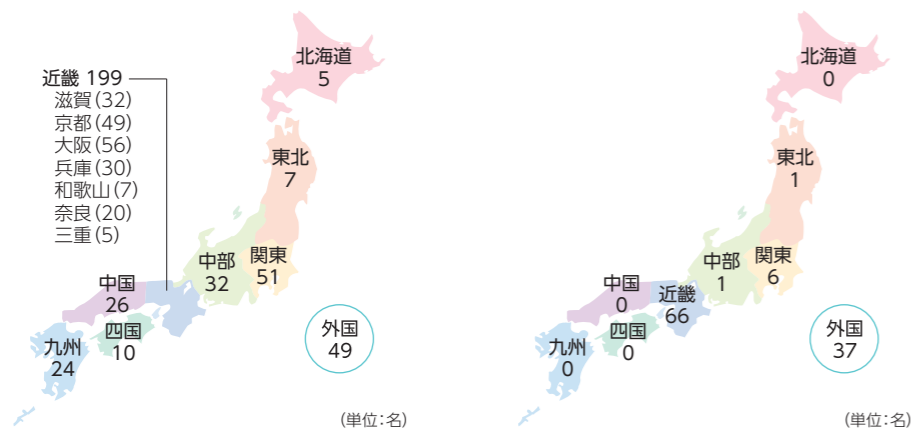 北海道
5
近畿 199
滋賀(32)
京都(49)
大阪(56)
兵庫(30)
和歌山(7)
奈良(20)
三重(5)
東北
7
中部
32
関東
51
中国
26
四国
10
九州
24
外国
49
(単位:名)
北海道
0
東北
1
中部
1
関東
6
近畿
66
中国
0
四国
0
九州
0
外国
37
(単位:名)